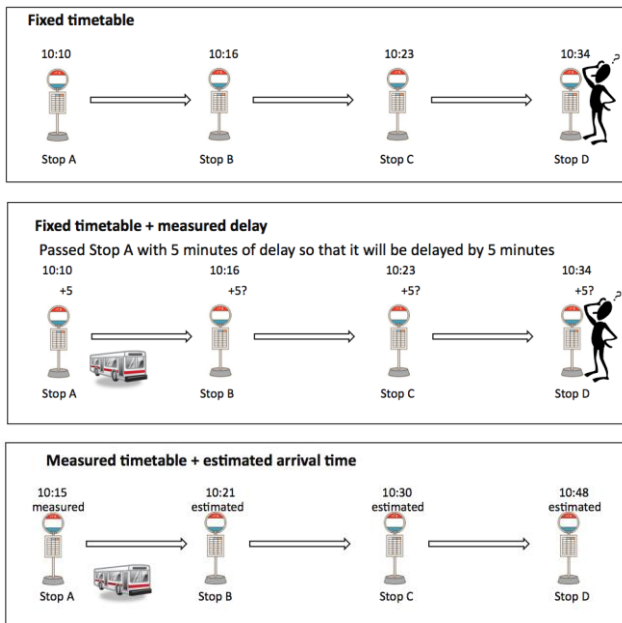 Fixed timetable
10:10 10:16 10:23 10:34
?
Stop A Stop B Stop C Stop D
Fixed timetable + measured delay
Passed Stop A with 5 minutes of delay so that it will be delayed by 5 minutes
10:10 10:16 10:23 10:34
+5 +5? +5? +5?
?
Stop A Stop B Stop C Stop D
Measured timetable + estimated arrival time
10:15 10:21 10:30 10:48
measured estimated estimated estimated
Stop A Stop B Stop C Stop D